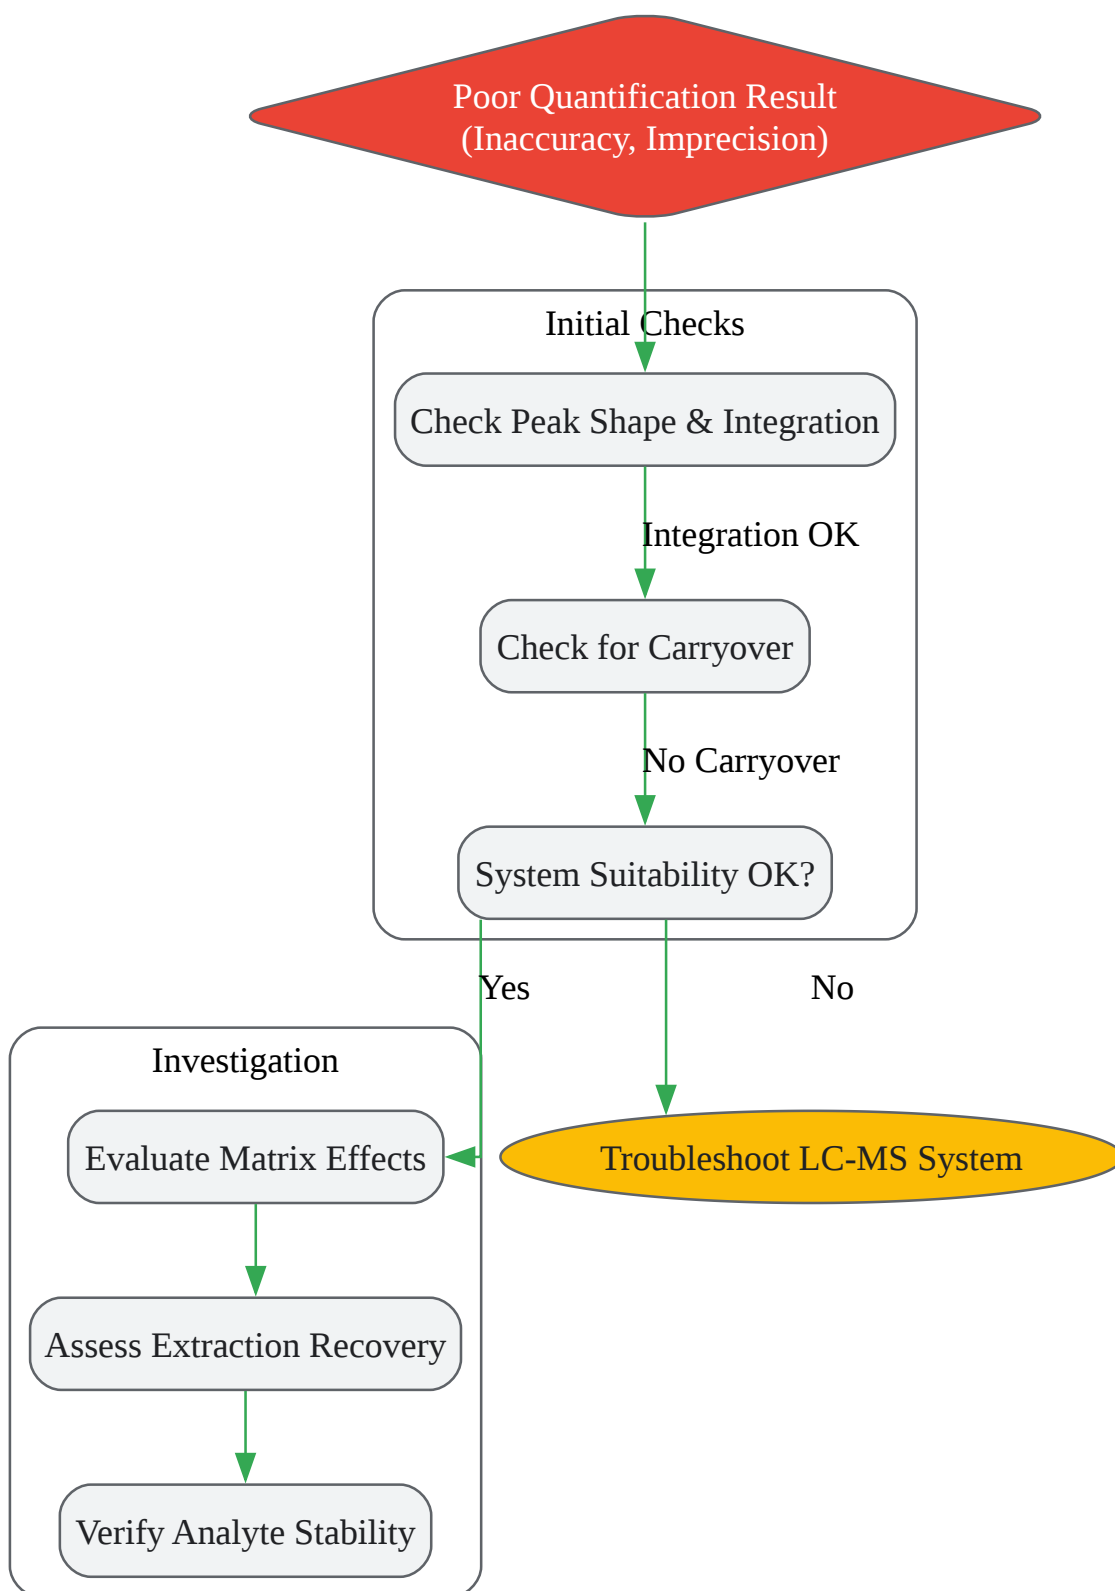 Poor Quantification Result
(Inaccuracy, Imprecision)
Initial Checks
Check Peak Shape & Integration
Integration OK
Check for Carryover
No Carryover
System Suitability OK?
Yes
No
Investigation
Evaluate Matrix Effects
Troubleshoot LC-MS System
Assess Extraction Recovery
Verify Analyte Stability